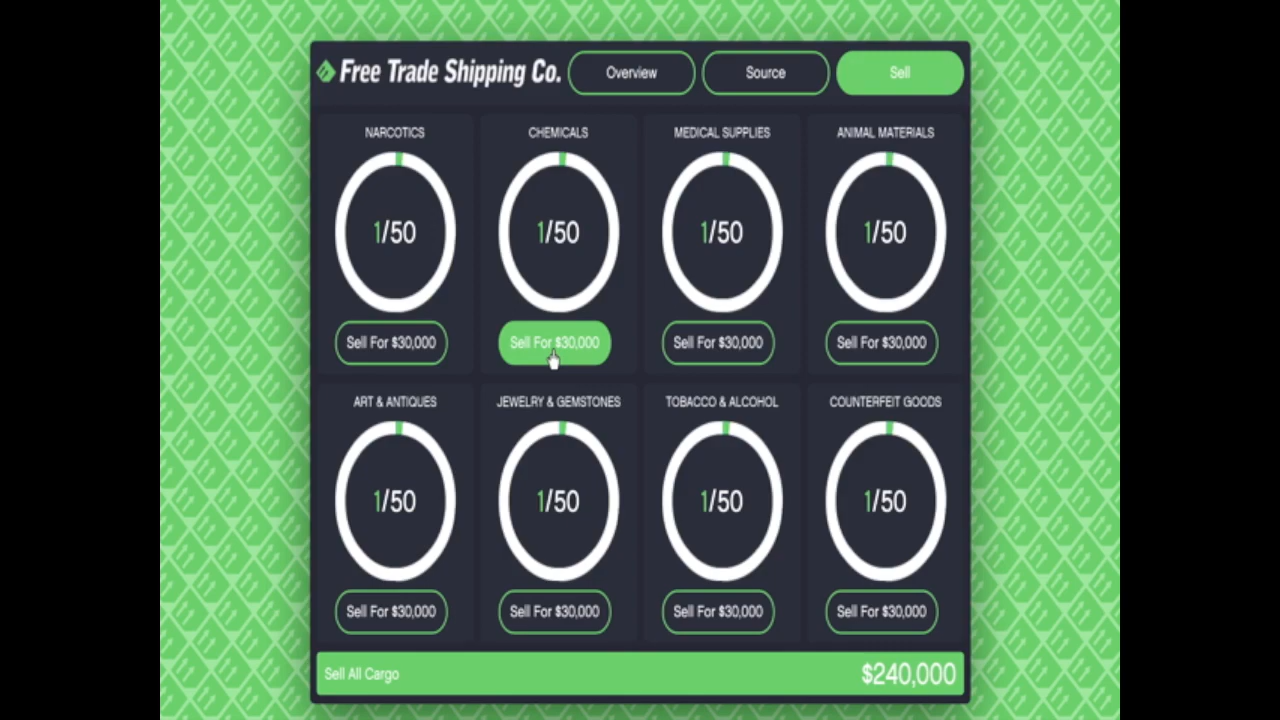 Free Trade Shipping Co. Overview Source Sell
NARCOTICS CHEMICALS MEDICAL SUPPLIES ANIMAL MATERIALS
1/50 1/50 1/50 1/50
Sell For $30,000 Sell For $30,000 Sell For $30,000 Sell For $30,000
ART & ANTIQUES JEWELRY & GEMSTONES TOBACCO & ALCOHOL COUNTERFEIT GOODS
1/50 1/50 1/50 1/50
Sell For $30,000 Sell For $30,000 Sell For $30,000 Sell For $30,000
Sell All Cargo $240,000